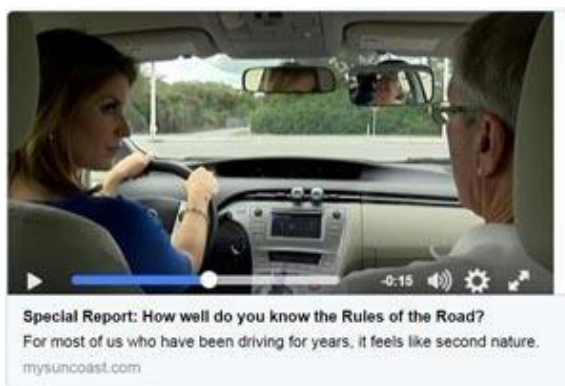 -0:15
Special Report: How well do you know the Rules of the Road?
For most of us who have been driving for years, it feels like second nature.
mysuncoast.com